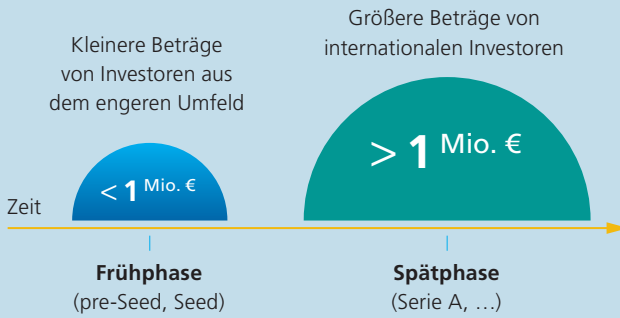 Kleinere Beträge
von Investoren aus
dem engeren Umfeld
Größere Beträge von
internationalen Investoren
< 1 Mio. €
> 1 Mio. €
Zeit
Frühphase
(pre-Seed, Seed)
Spätphase
(Serie A, …)